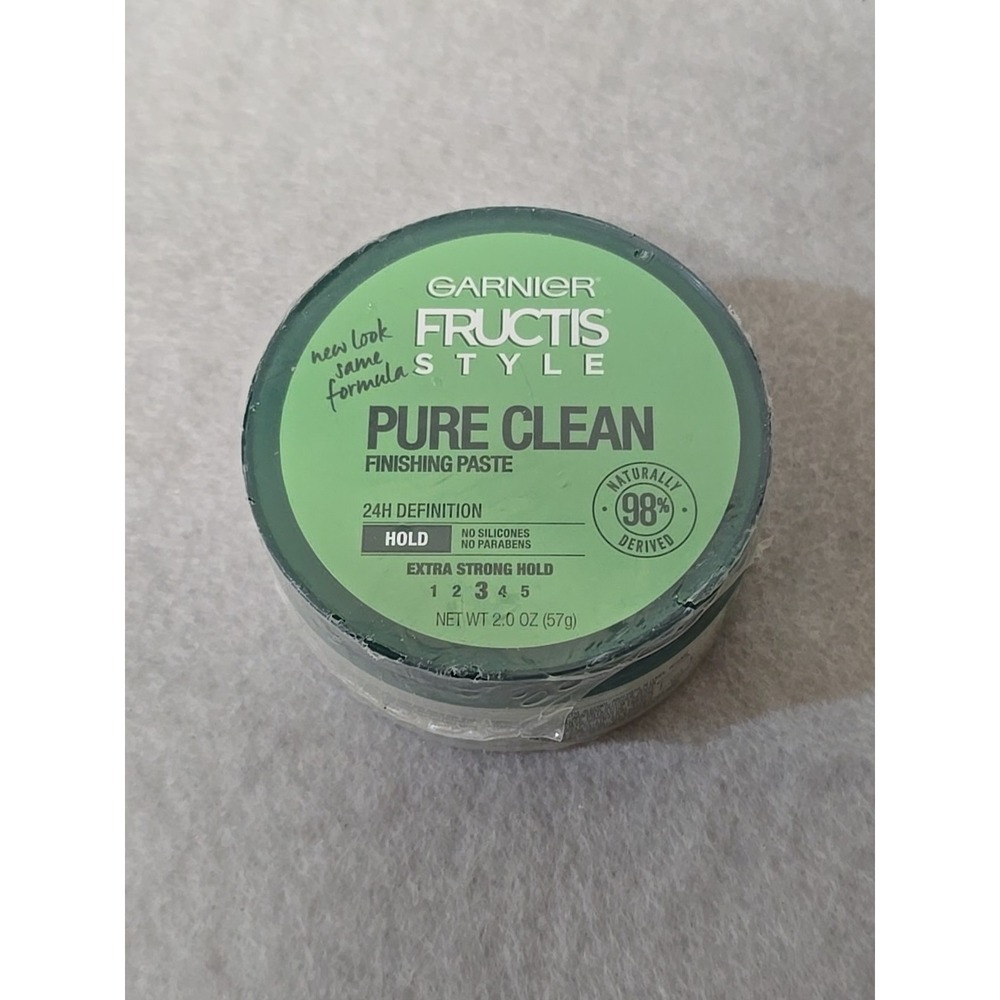 GARNIER
FRUCTIS
STYLE
new look
same
formula
PURE CLEAN
FINISHING PASTE
24H DEFINITION
HOLD
NO SILICONES
NO PARABENS
NATURALLY
98%
DERIVED
EXTRA STRONG HOLD
1 2 3 4 5
NET WT 2.0 OZ (57g)